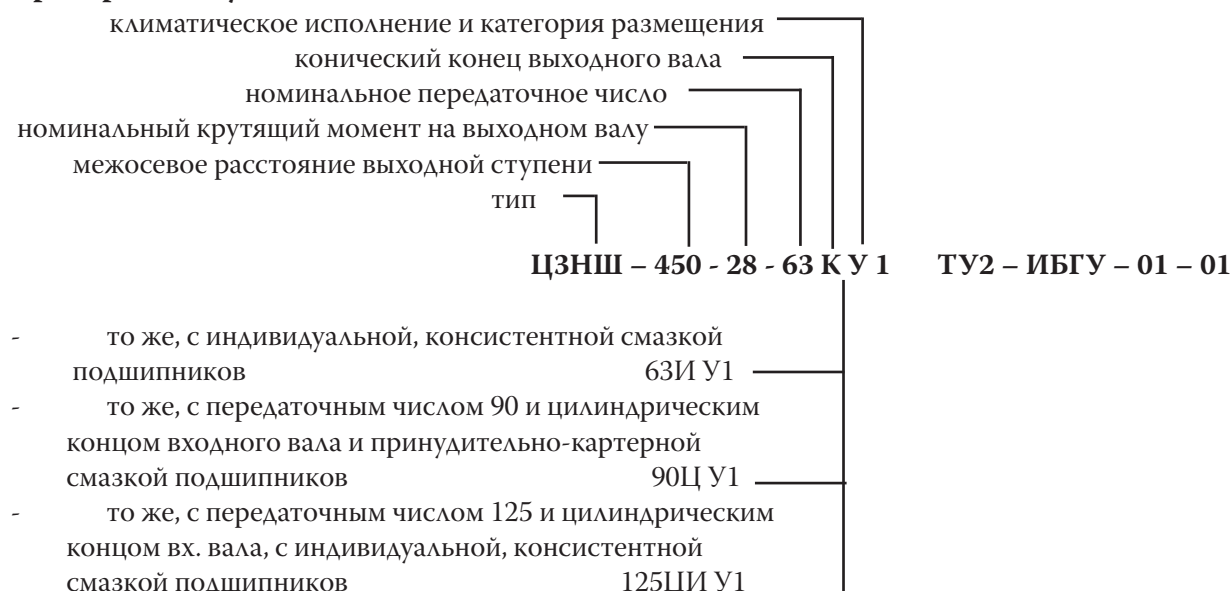 климатическое исполнение и категория размещения
конический конец выходного вала
номинальное передаточное число
номинальный крутящий момент на выходном валу
межосевое расстояние выходной ступени
тип
ЦЗНШ – 450 - 28 - 63 К У 1 ТУ2 – ИБГУ – 01 – 01
- то же, с индивидуальной, консистентной смазкой
подшипников 63И У1
- то же, с передаточным числом 90 и цилиндрическим
концом входного вала и принудительно-картерной
смазкой подшипников 90Ц У1
- то же, с передаточным числом 125 и цилиндрическим
концом вх. вала, с индивидуальной, консистентной
смазкой подшипников 125ЦИ У1